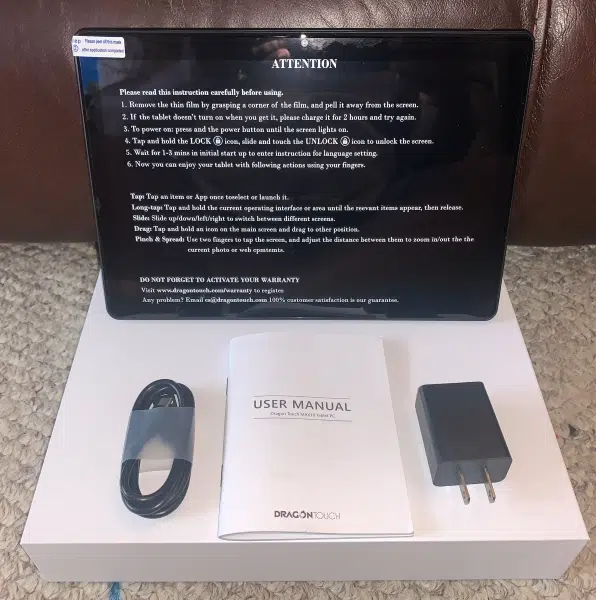 Please peel off this mark
after application completed
ATTENTION
Please read this instruction carefully before using.
1. Remove the thin film by grasping a corner of the film, and pell it away from the screen.
2. If the tablet doesn't turn on when you get it, please charge it for 2 hours and try again.
3. To power on: press and the power button until the screen lights on.
4. Tap and hold the LOCK icon, slide and touch the UNLOCK icon to unlock the screen.
5. Wait for 1-3 mins in initial start up to enter instruction for language setting.
6. Now you can enjoy your tablet with following actions using your fingers.
Tap: Tap an item or App once toselect or launch it.
Long-tap: Tap and hold the current operating interface or area until the reevant items appear, then release.
Slide: Slide up/down/left/right to switch between different screens.
Drag: Tap and hold an icon on the main screen and drag to other position.
Pinch & Spread: Use two fingers to tap the screen, and adjust the distance between them to zoom in/out the the
current photo or web cpmtemts.
DO NOT FORGET TO ACTIVATE YOUR WARRANTY
Visit www.dragontouch.com/warranty to register.
Any problem? Email cs@dragontouch.com 100% customer satisfaction is our guarantee.
USER MANUAL
Dragon Touch MAX10 Tablet PC
DRAGONTOUCH